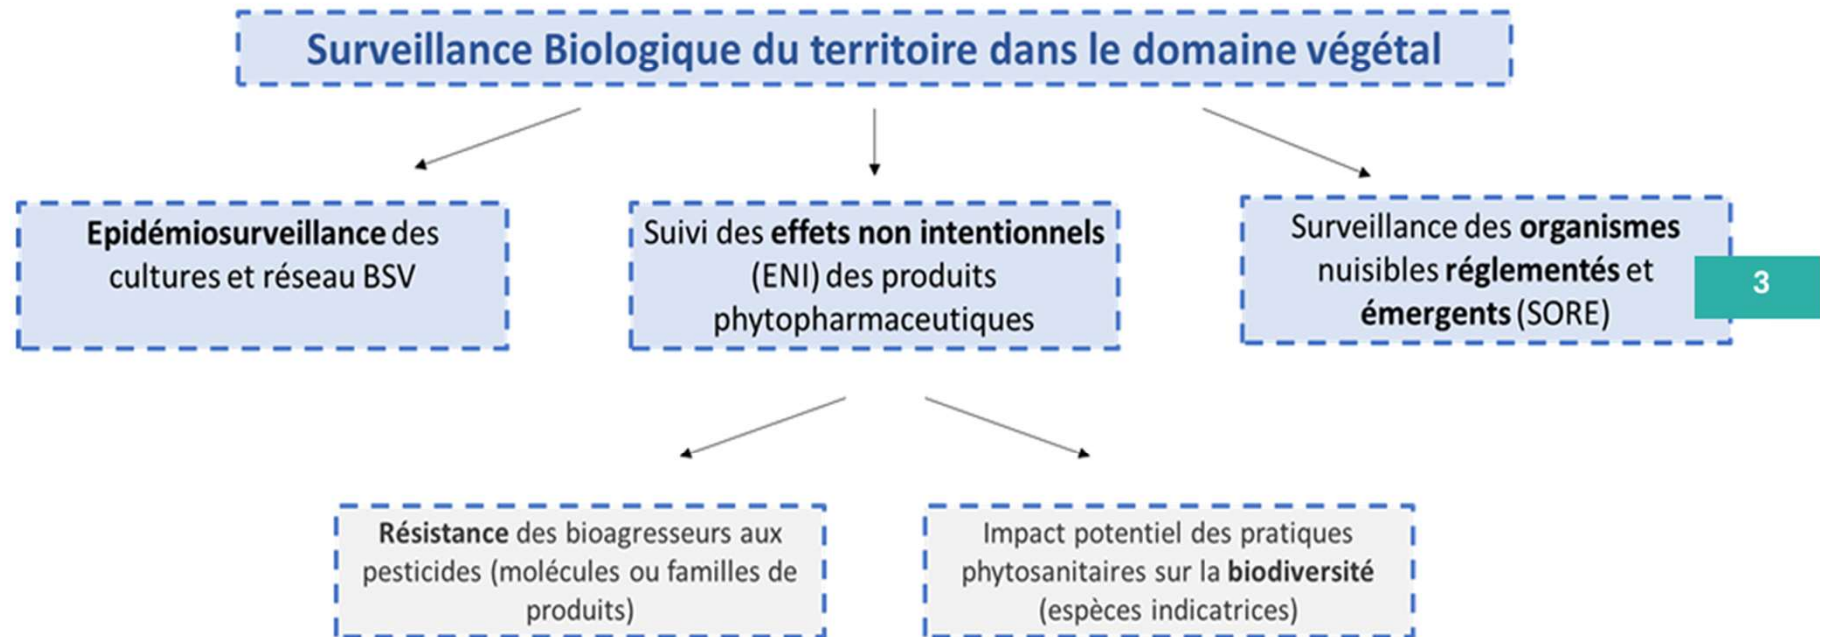 Surveillance Biologique du territoire dans le domaine végétal
Epidémiosurveillance des
cultures et réseau BSV
Suivi des effets non intentionnels
(ENI) des produits
phytopharmaceutiques
Surveillance des organismes
nuisibles réglementés et
émergents (SORE)
3
Résistance des bioagresseurs aux
pesticides (molécules ou familles de
produits)
Impact potentiel des pratiques
phytosanitaires sur la biodiversité
(espèces indicatrices)